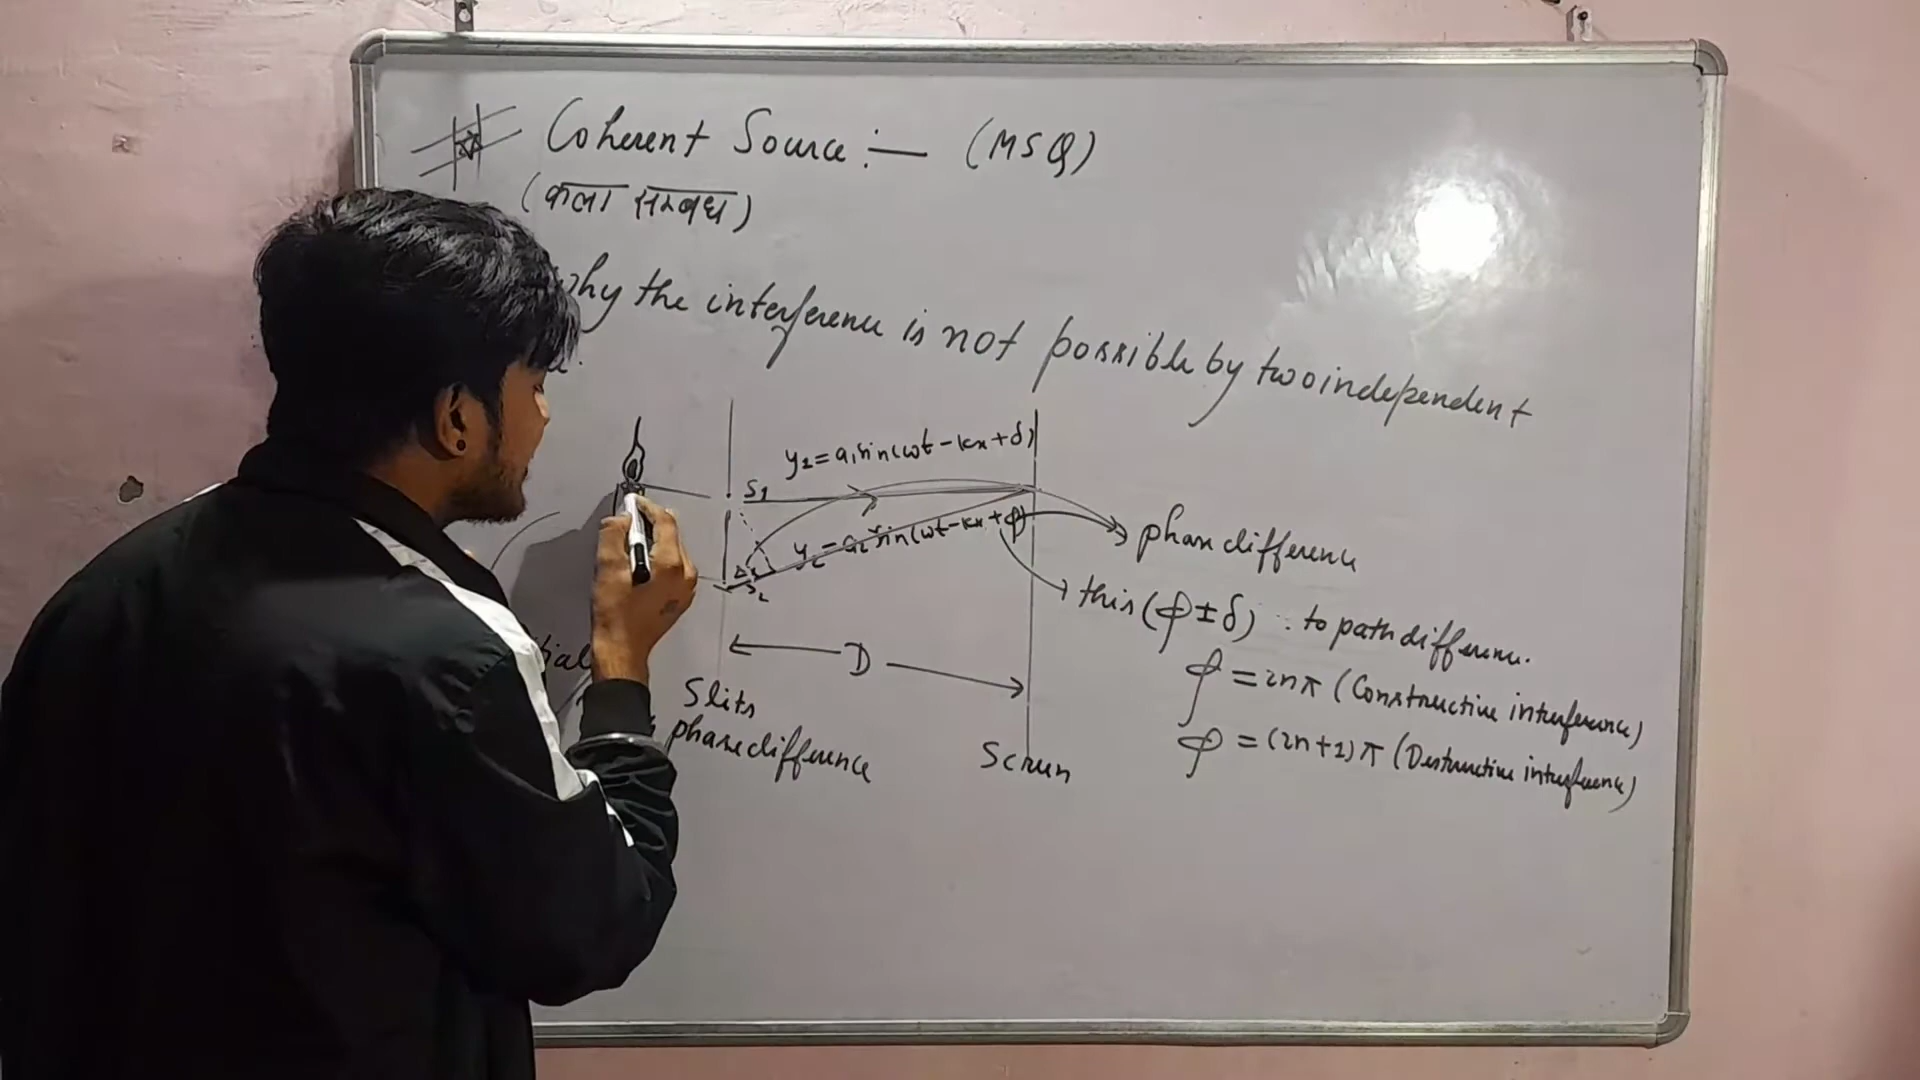 Coherent Source :— (MSQ)
(कला सम्बंध)
why the interference is not possible by two independent
y₂ = a₁ sin(ωt - kx + δ)
S₁
y₂ = a₂ sin(ωt - kx + φ)
Δ
S₂
phase difference
this (φ ± δ) ∴ to path difference.
D
φ = 2nπ (Constructive interference)
φ = (2n+1)π (Destructive interference)
Slits
phase difference
Screen